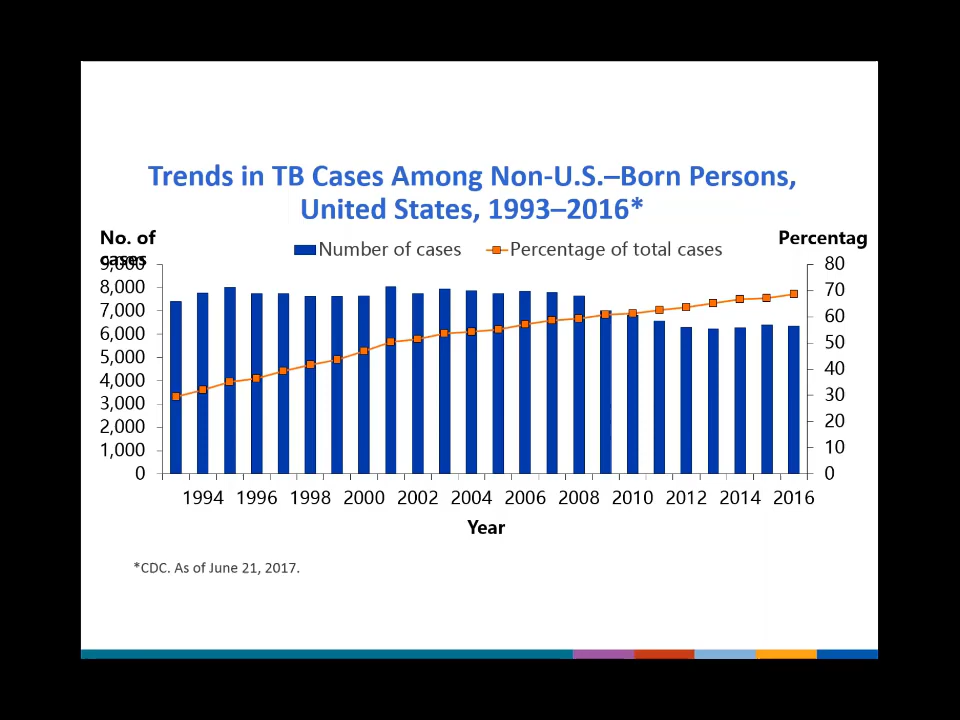 Trends in TB Cases Among Non-U.S.–Born Persons,
United States, 1993–2016*
No. of
cases
Percentag
Number of cases
Percentage of total cases
9,000
8,000
7,000
6,000
5,000
4,000
3,000
2,000
1,000
0
80
70
60
50
40
30
20
10
0
1994 1996 1998 2000 2002 2004 2006 2008 2010 2012 2014 2016
Year
*CDC. As of June 21, 2017.